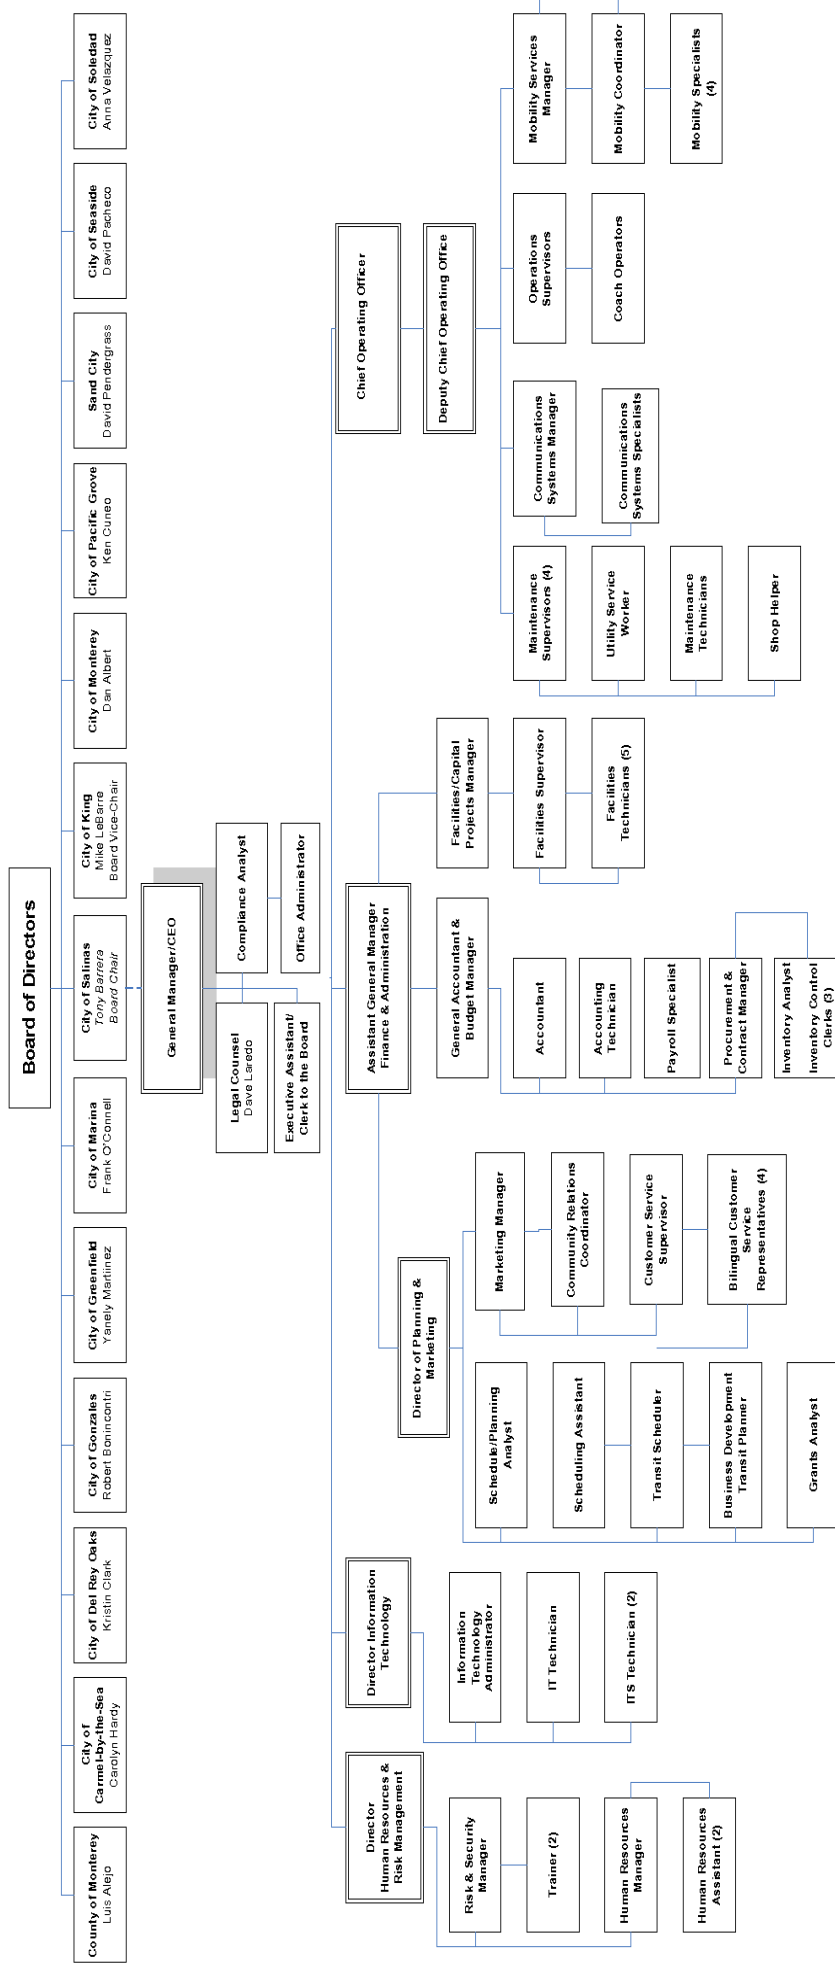 Board of Directors
County of Monterey
Luis Alejo
City of
Carmel-by-the-Sea
Carolyn Hardy
City of Del Rey Oaks
Kristin Clark
City of Gonzales
Robert Bonincontri
City of Greenfield
Yanely Martiinez
City of Marina
Frank O'Connell
City of Salinas
Tony Barrera
Board Chair
City of King
Mike LeBarre
Board Vice-Chair
City of Monterey
Dan Albert
City of Pacific Grove
Ken Cuneo
Sand City
David Pendergrass
City of Seaside
David Pacheco
City of Soledad
Anna Velazquez
General Manager/CEO
Legal Counsel
Dave Laredo
Compliance Analyst
Executive Assistant/
Clerk to the Board
Office Administrator
Director
Human Resources &
Risk Management
Risk & Security
Manager
Trainer (2)
Human Resources
Manager
Human Resources
Assistant (2)
Director Information
Technology
Information
Technology
Administrator
IT Technician
ITS Technician (2)
Assistant General Manager
Finance & Administration
Director of Planning &
Marketing
Schedule/Planning
Analyst
Scheduling Assistant
Transit Scheduler
Business Development
Transit Planner
Grants Analyst
Marketing Manager
Community Relations
Coordinator
Customer Service
Supervisor
Bilingual Customer
Service
Representatives (4)
General Accountant &
Budget Manager
Accountant
Accounting
Technician
Payroll Specialist
Procurement &
Contract Manager
Inventory Analyst
Inventory Control
Clerks (3)
Facilities/Capital
Projects Manager
Facilities Supervisor
Facilities
Technicians (5)
Chief Operating Officer
Deputy Chief Operating Office
Maintenance
Supervisors (4)
Utility Service
Worker
Maintenance
Technicians
Shop Helper
Communications
Systems Manager
Communications
Systems Specialists
Operations
Supervisors
Coach Operators
Mobility Services
Manager
Mobility Coordinator
Mobility Specialists
(4)